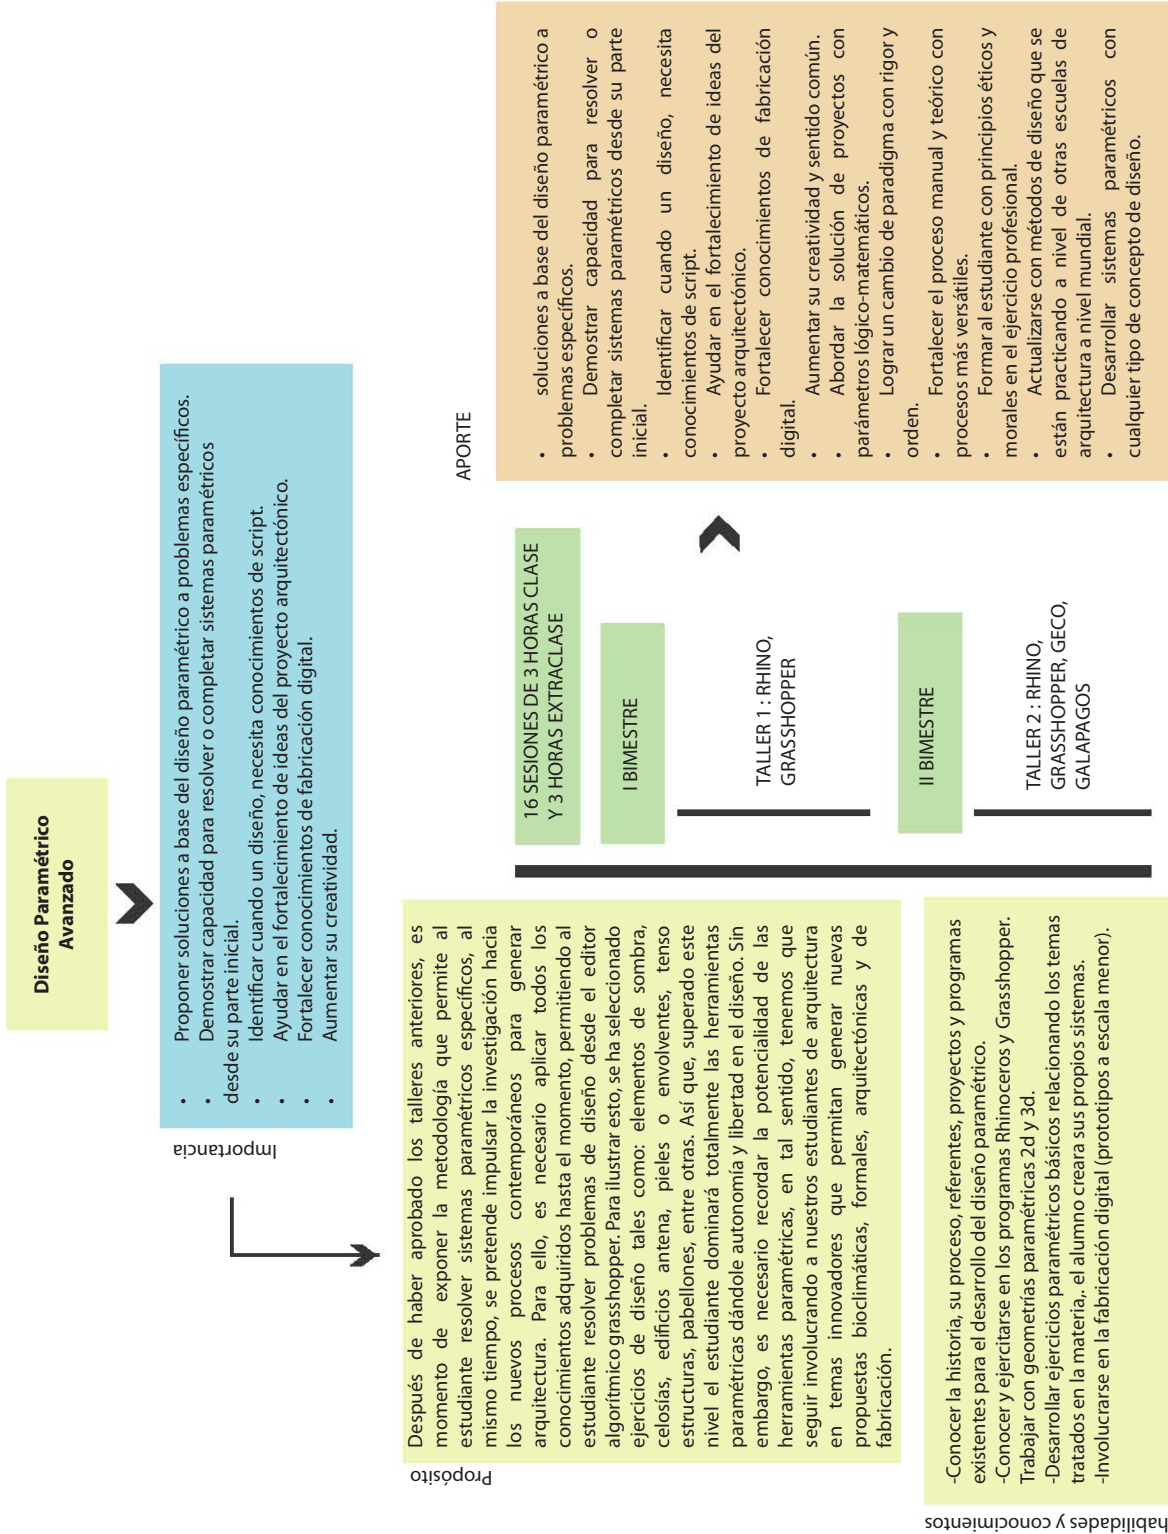 Diseño Paramétrico
Avanzado
Importancia
• Proponer soluciones a base del diseño paramétrico a problemas específicos.
• Demostrar capacidad para resolver o completar sistemas paramétricos
desde su parte inicial.
• Identificar cuando un diseño, necesita conocimientos de script.
• Ayudar en el fortalecimiento de ideas del proyecto arquitectónico.
• Fortalecer conocimientos de fabricación digital.
• Aumentar su creatividad.
Propósito
Después de haber aprobado los talleres anteriores, es
momento de exponer la metodología que permite al
estudiante resolver sistemas paramétricos específicos, al
mismo tiempo, se pretende impulsar la investigación hacia
los nuevos procesos contemporáneos para generar
arquitectura. Para ello, es necesario aplicar todos los
conocimientos adquiridos hasta el momento, permitiendo al
estudiante resolver problemas de diseño desde el editor
algorítmico grasshopper. Para ilustrar esto, se ha seleccionado
ejercicios de diseño tales como: elementos de sombra,
celosías, edificios antena, pieles o envolventes, tenso
estructuras, pabellones, entre otras. Así que, superado este
nivel el estudiante dominará totalmente las herramientas
paramétricas dándole autonomía y libertad en el diseño. Sin
embargo, es necesario recordar la potencialidad de las
herramientas paramétricas, en tal sentido, tenemos que
seguir involucrando a nuestros estudiantes de arquitectura
en temas innovadores que permitan generar nuevas
propuestas bioclimáticas, formales, arquitectónicas y de
fabricación.
habilidades y conocimientos
-Conocer la historia, su proceso, referentes, proyectos y programas
existentes para el desarrollo del diseño paramétrico.
-Conocer y ejercitarse en los programas Rhinoceros y Grasshopper.
Trabajar con geometrías paramétricas 2d y 3d.
-Desarrollar ejercicios paramétricos básicos relacionando los temas
tratados en la materia,. el alumno creara sus propios sistemas.
-Involucrarse en la fabricación digital (prototipos a escala menor).
16 SESIONES DE 3 HORAS CLASE
Y 3 HORAS EXTRACLASE
I BIMESTRE
TALLER 1 : RHINO,
GRASSHOPPER
II BIMESTRE
TALLER 2 : RHINO,
GRASSHOPPER, GECO,
GALAPAGOS
APORTE
• soluciones a base del diseño paramétrico a
problemas específicos.
• Demostrar capacidad para resolver o
completar sistemas paramétricos desde su parte
inicial.
• Identificar cuando un diseño, necesita
conocimientos de script.
• Ayudar en el fortalecimiento de ideas del
proyecto arquitectónico.
• Fortalecer conocimientos de fabricación
digital.
• Aumentar su creatividad y sentido común.
• Abordar la solución de proyectos con
parámetros lógico-matemáticos.
• Lograr un cambio de paradigma con rigor y
orden.
• Fortalecer el proceso manual y teórico con
procesos más versátiles.
• Formar al estudiante con principios éticos y
morales en el ejercicio profesional.
• Actualizarse con métodos de diseño que se
están practicando a nivel de otras escuelas de
arquitectura a nivel mundial.
• Desarrollar sistemas paramétricos con
cualquier tipo de concepto de diseño.